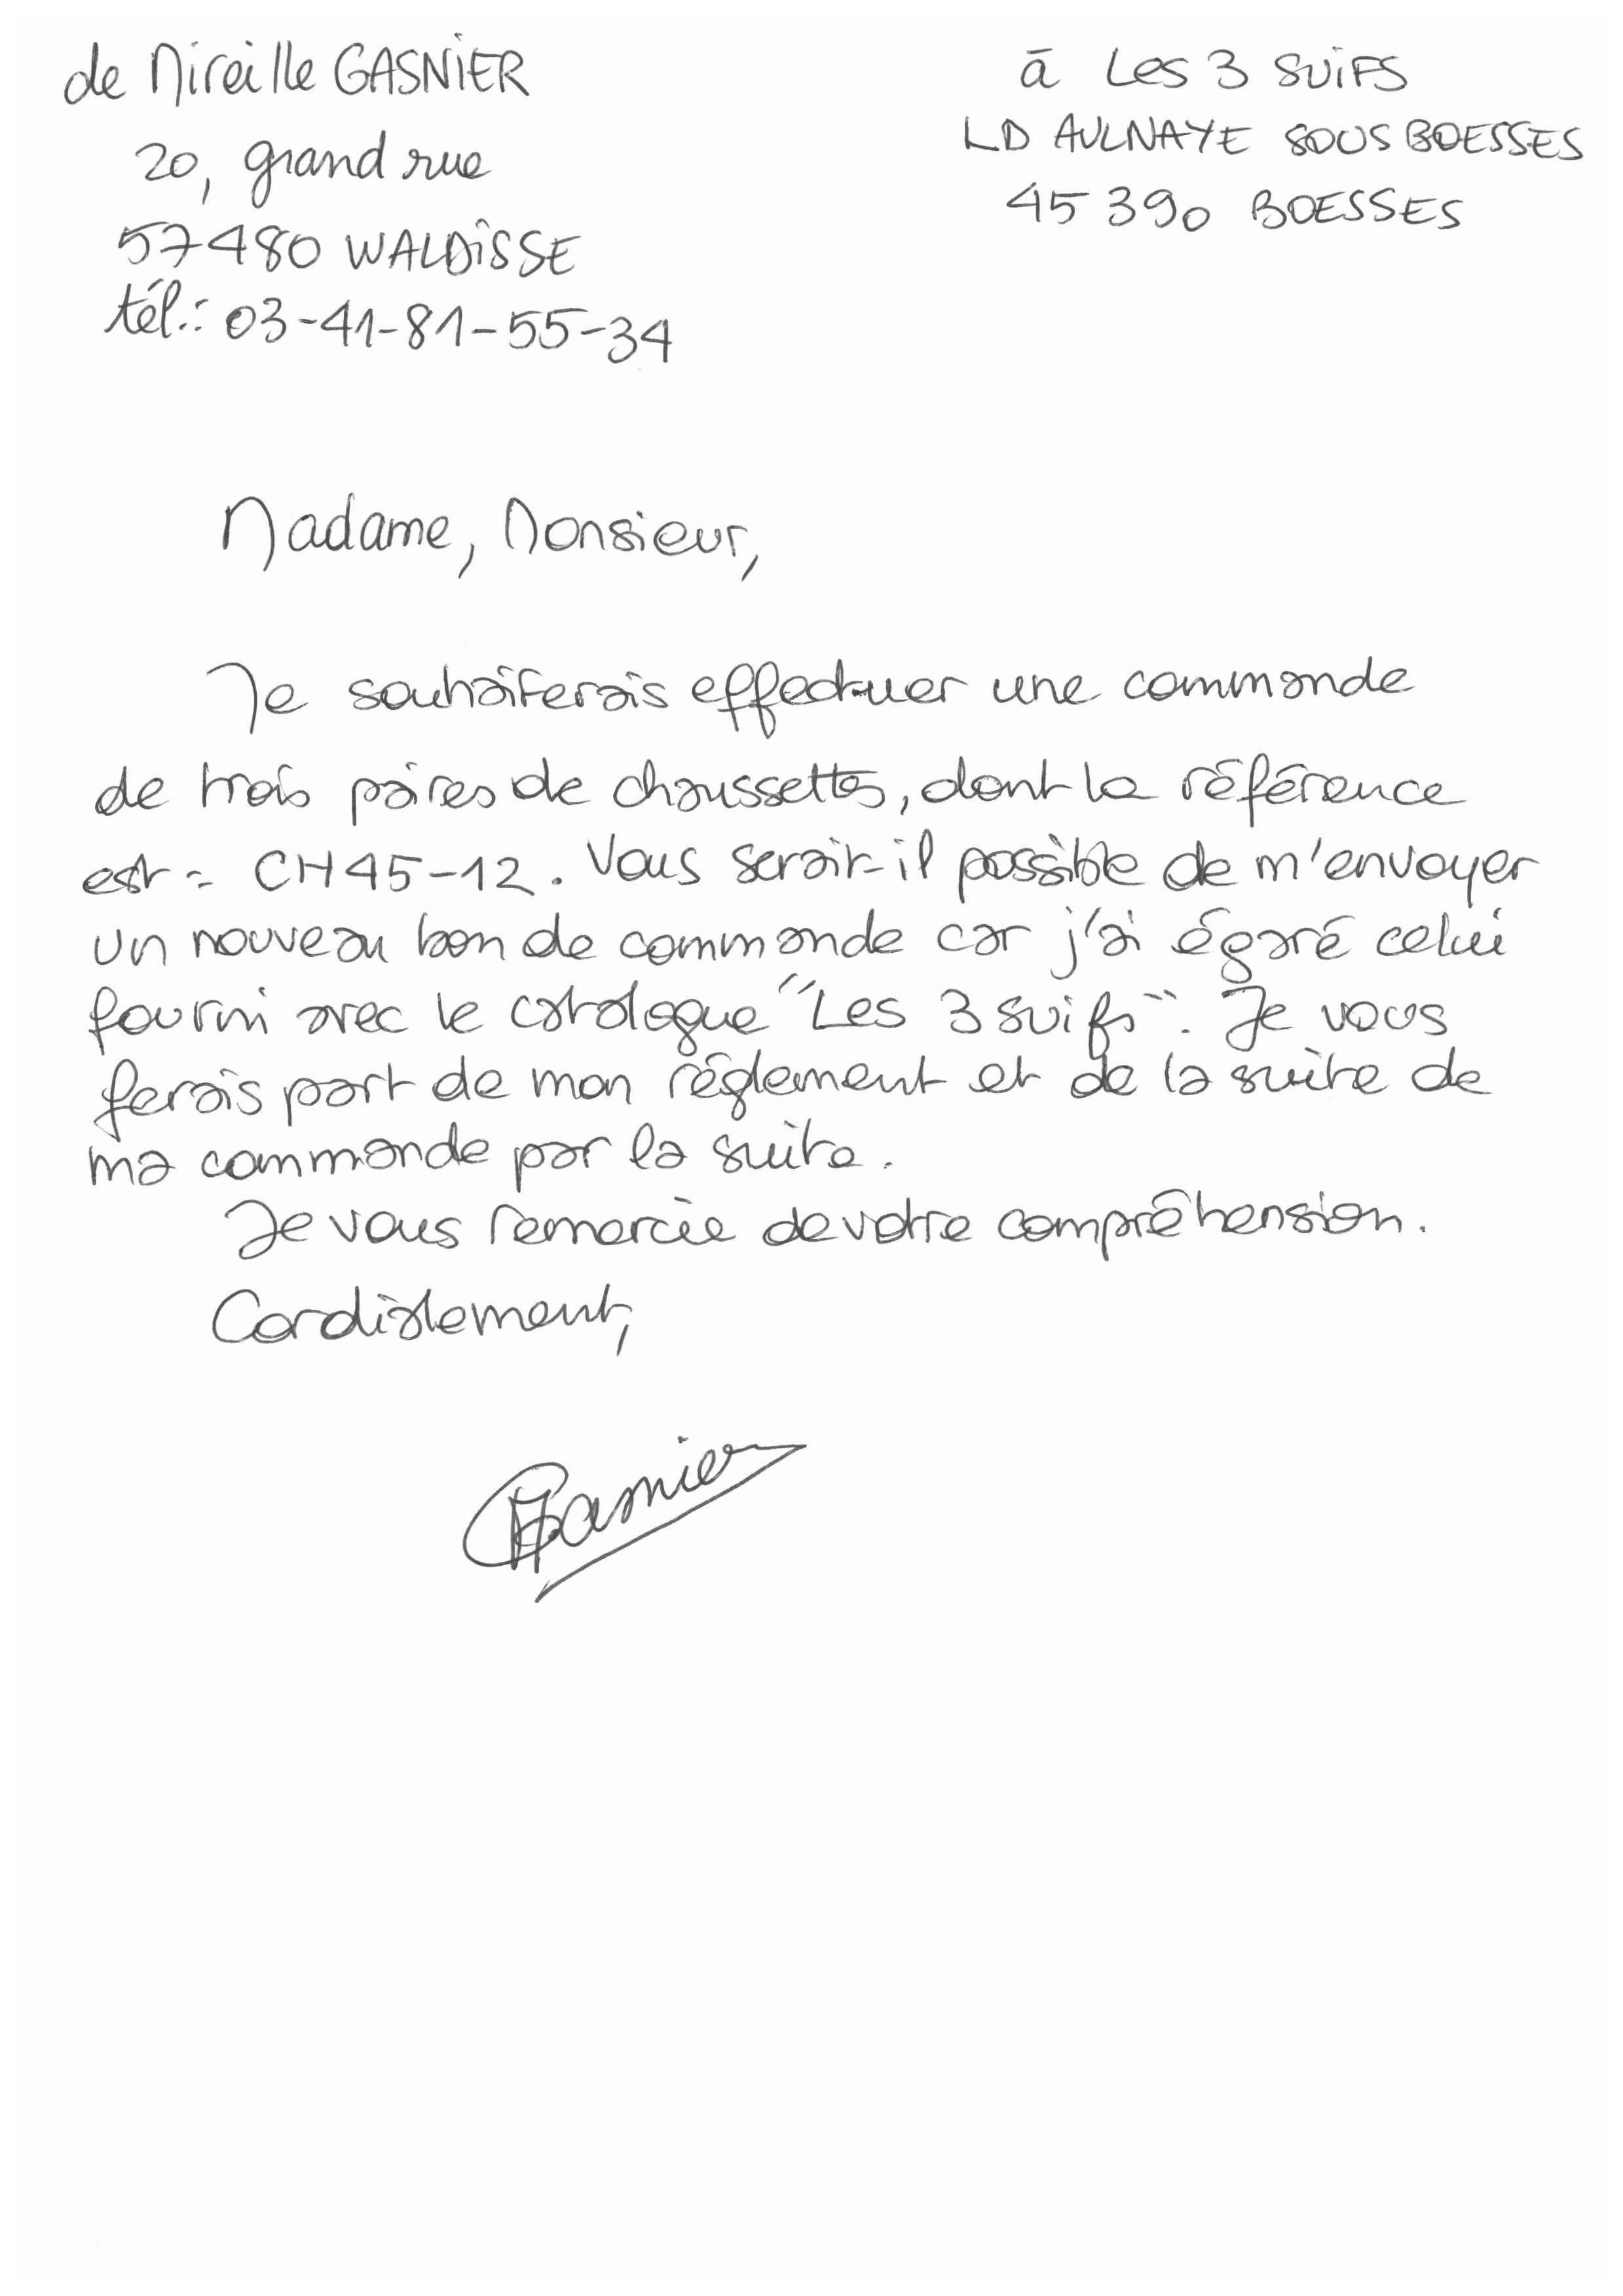 de Mireille GASNIER
20, grand rue
57480 WALDISSE
tél.: 03-41-81-55-34
à Les 3 SUIFS
LD AULNAYE SOUS BOESSES
45 390 BOESSES
Madame, Monsieur,
Je souhaiterais effectuer une commande
de trois paires de chaussettes, dont la référence
est : CH45-12. Vous serait-il possible de m'envoyer
un nouveau bon de commande car j'ai égaré celui
fourni avec le catalogue "Les 3 suifs". Je vous
ferais part de mon réglement et de la suite de
ma commande par la suite.
Je vous remercie de votre compréhension.
Cordialement,
Gasnier